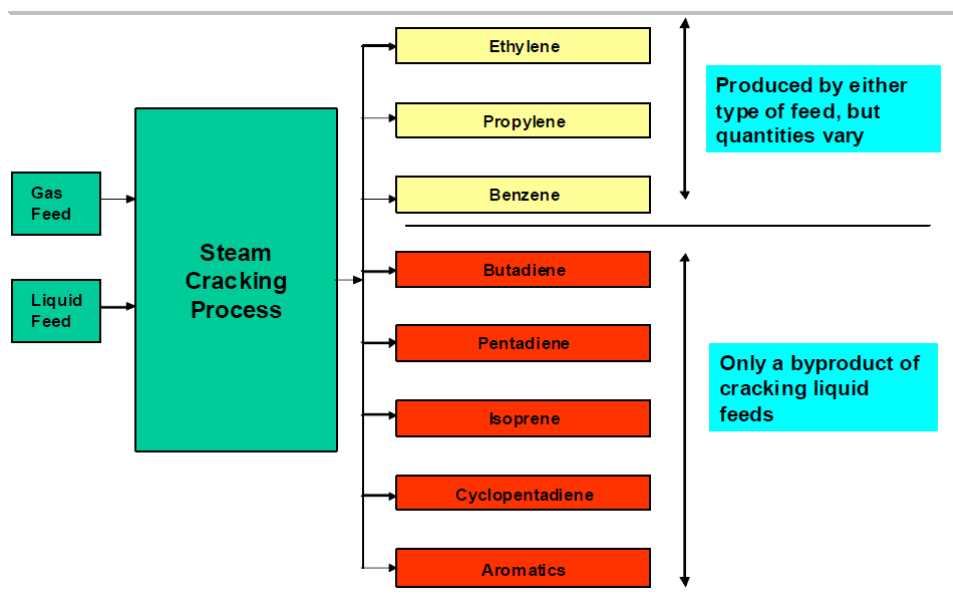 Gas
Feed
Liquid
Feed
Steam
Cracking
Process
Ethylene
Propylene
Benzene
Butadiene
Pentadiene
Isoprene
Cyclopentadiene
Aromatics
Produced by either
type of feed, but
quantities vary
Only a byproduct of
cracking liquid
feeds